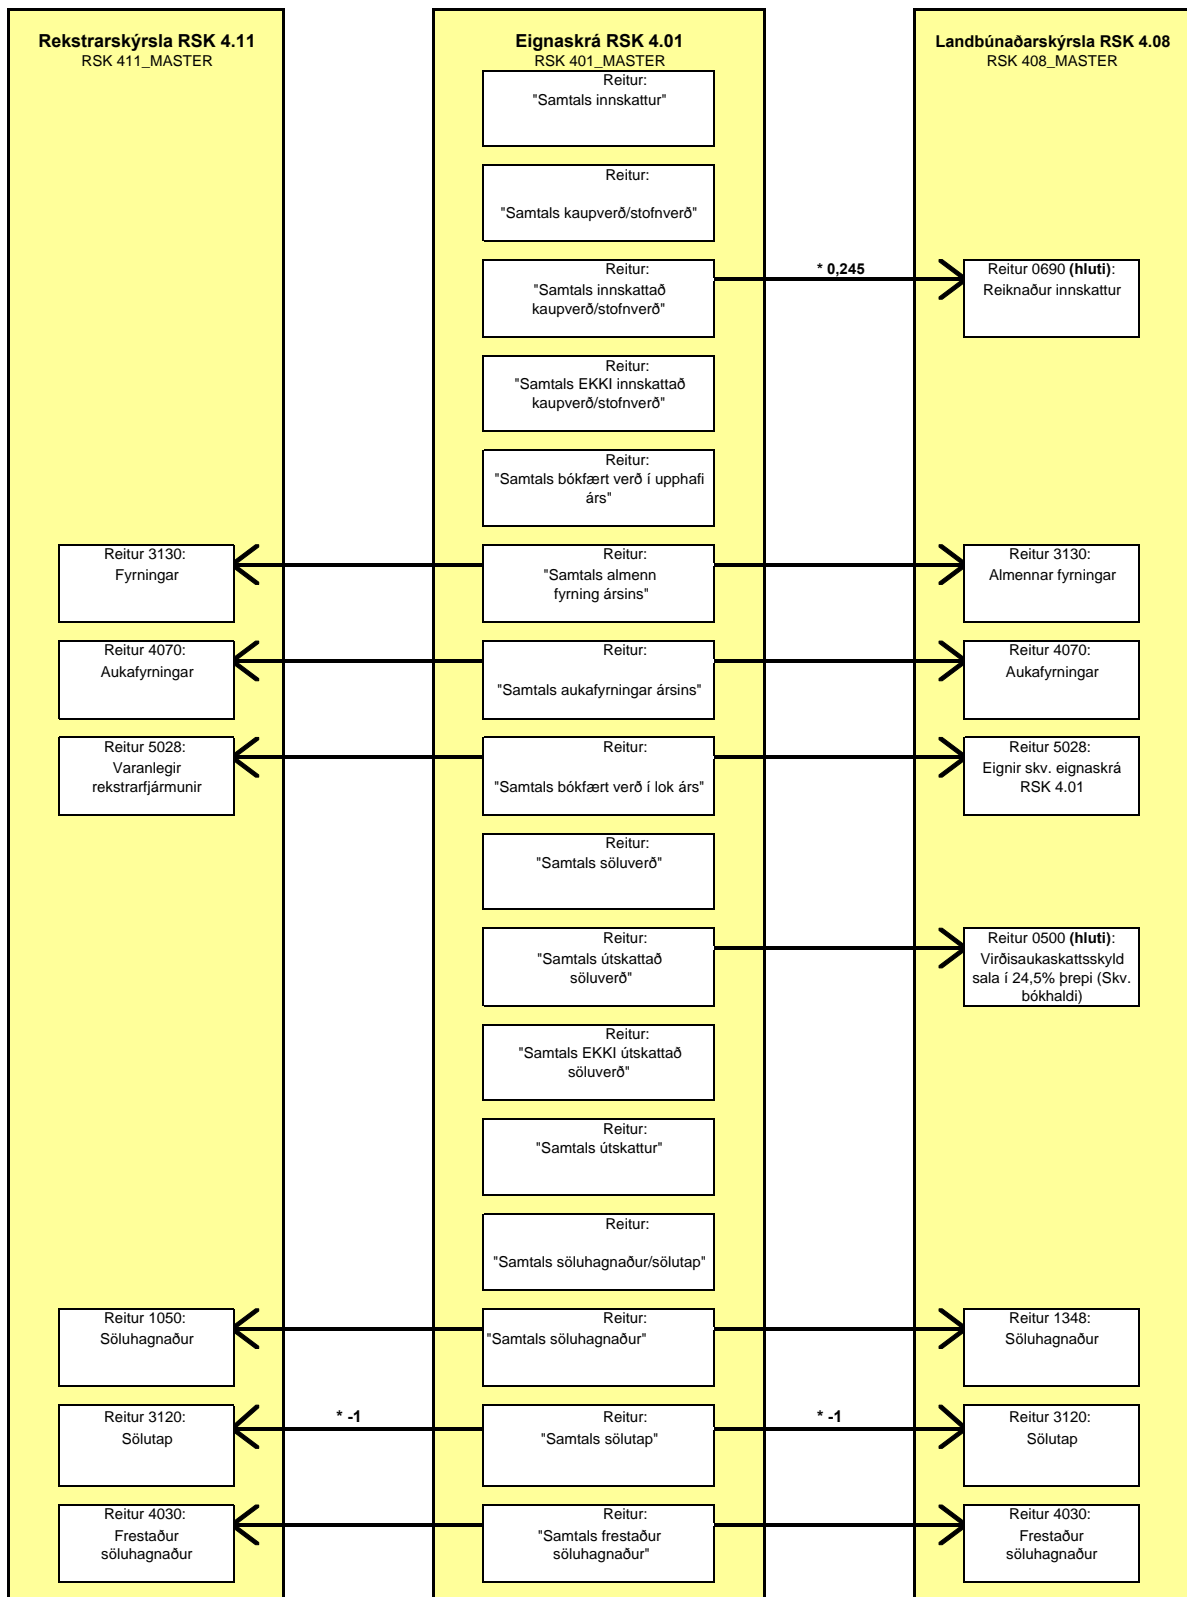 Rekstrarskýrsla RSK 4.11
RSK 411_MASTER
Eignaskrá RSK 4.01
RSK 401_MASTER
Landbúnaðarskýrsla RSK 4.08
RSK 408_MASTER
Reitur:
"Samtals innskattur"
Reitur:
"Samtals kaupverð/stofnverð"
Reitur:
"Samtals innskattað
kaupverð/stofnverð"
* 0,245
Reitur 0690 (hluti):
Reiknaður innskattur
Reitur:
"Samtals EKKI innskattað
kaupverð/stofnverð"
Reitur:
"Samtals bókfært verð í upphafi
árs"
Reitur 3130:
Fyrningar
Reitur:
"Samtals almenn
fyrning ársins"
Reitur 3130:
Almennar fyrningar
Reitur 4070:
Aukafyrningar
Reitur:
"Samtals aukafyrningar ársins"
Reitur 4070:
Aukafyrningar
Reitur 5028:
Varanlegir
rekstrarfjármunir
Reitur:
"Samtals bókfært verð í lok árs"
Reitur 5028:
Eignir skv. eignaskrá
RSK 4.01
Reitur:
"Samtals söluverð"
Reitur:
"Samtals útskattað
söluverð"
Reitur 0500 (hluti):
Virðisaukaskattsskyld
sala í 24,5% þrepi (Skv.
bókhaldi)
Reitur:
"Samtals EKKI útskattað
söluverð"
Reitur:
"Samtals útskattur"
Reitur:
"Samtals söluhagnaður/sölutap"
Reitur 1050:
Söluhagnaður
Reitur:
"Samtals söluhagnaður"
Reitur 1348:
Söluhagnaður
Reitur 3120:
Sölutap
* -1
Reitur:
"Samtals sölutap"
* -1
Reitur 3120:
Sölutap
Reitur 4030:
Frestaður
söluhagnaður
Reitur:
"Samtals frestaður
söluhagnaður"
Reitur 4030:
Frestaður
söluhagnaður